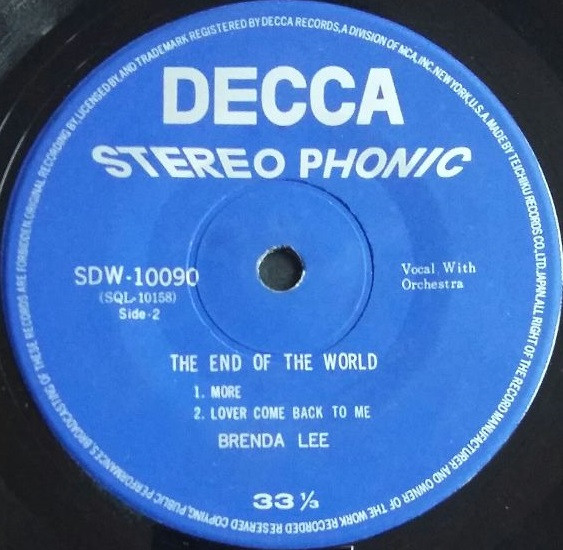 DECCA
STEREO PHONIC
SDW-10090
(SQL-10158)
Side-2
Vocal With
Orchestra
THE END OF THE WORLD
1. MORE
2. LOVER COME BACK TO ME
BRENDA LEE
33 ⅓
ORIGINAL RECORDING BY, LICENSED BY, AND TRADEMARK REGISTERED BY DECCA RECORDS, A DIVISION OF MCA, INC. NEW YORK, U.S.A. MADE BY TEICHIKU RECORDS CO., LTD. JAPAN. ALL RIGHT OF THE RECORD MANUFACTURER AND OWNER OF THE WORK RECORDED RESERVED COPYING, PUBLIC PERFORMANCES BROADCASTING OF THESE RECORDS ARE FORBIDDEN.